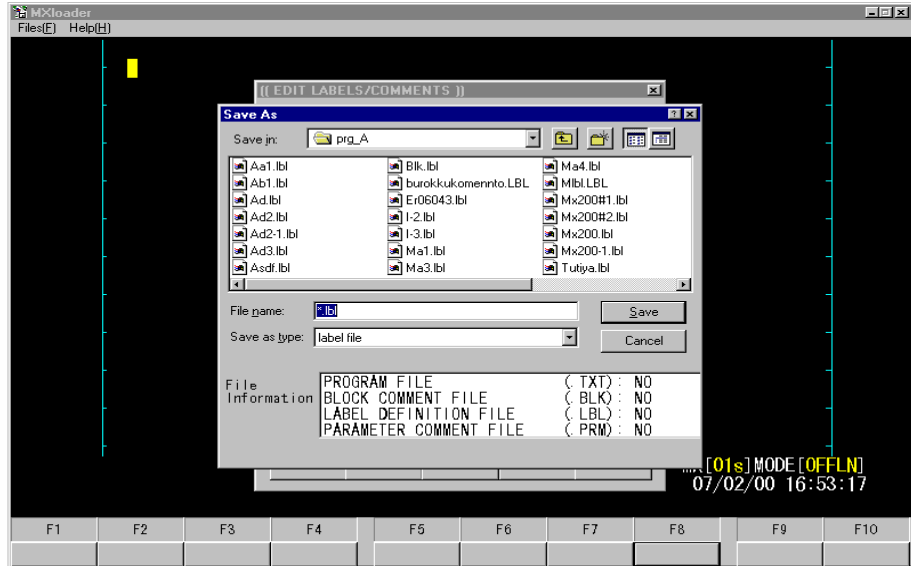 MXloader
Files(F) Help(H)
(( EDIT LABELS/COMMENTS ))
Save As
Save in: prg_A
Aa1.lbl Blk.lbl Ma4.lbl
Ab1.lbl burokkukomennto.LBL Mlbl.LBL
Ad.lbl Er06043.lbl Mx200#1.lbl
Ad2.lbl I-2.lbl Mx200#2.lbl
Ad2-1.lbl I-3.lbl Mx200.lbl
Ad3.lbl Ma1.lbl Mx200-1.lbl
Asdf.lbl Ma3.lbl Tutiya.lbl
File name: *.lbl Save
Save as type: label file Cancel
File Information
PROGRAM FILE (. TXT) : NO
BLOCK COMMENT FILE (. BLK) : NO
LABEL DEFINITION FILE (. LBL) : NO
PARAMETER COMMENT FILE (. PRM) : NO
[01s] MODE [OFFLN]
07/02/00 16:53:17
F1 F2 F3 F4 F5 F6 F7 F8 F9 F10